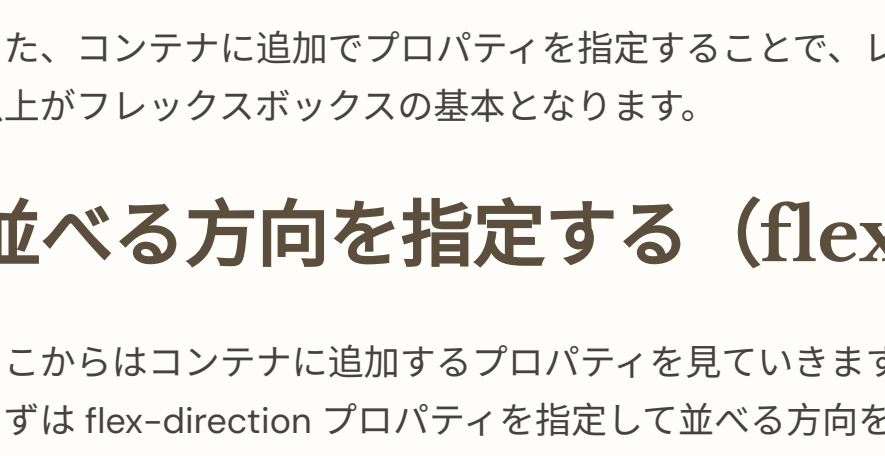 た、コンテナに追加でプロパティを指定することで、レ
上がフレックスボックスの基本となります。
並べる方向を指定する（flex
こからはコンテナに追加するプロパティを見ていきます
ずは flex-direction プロパティを指定して並べる方向を